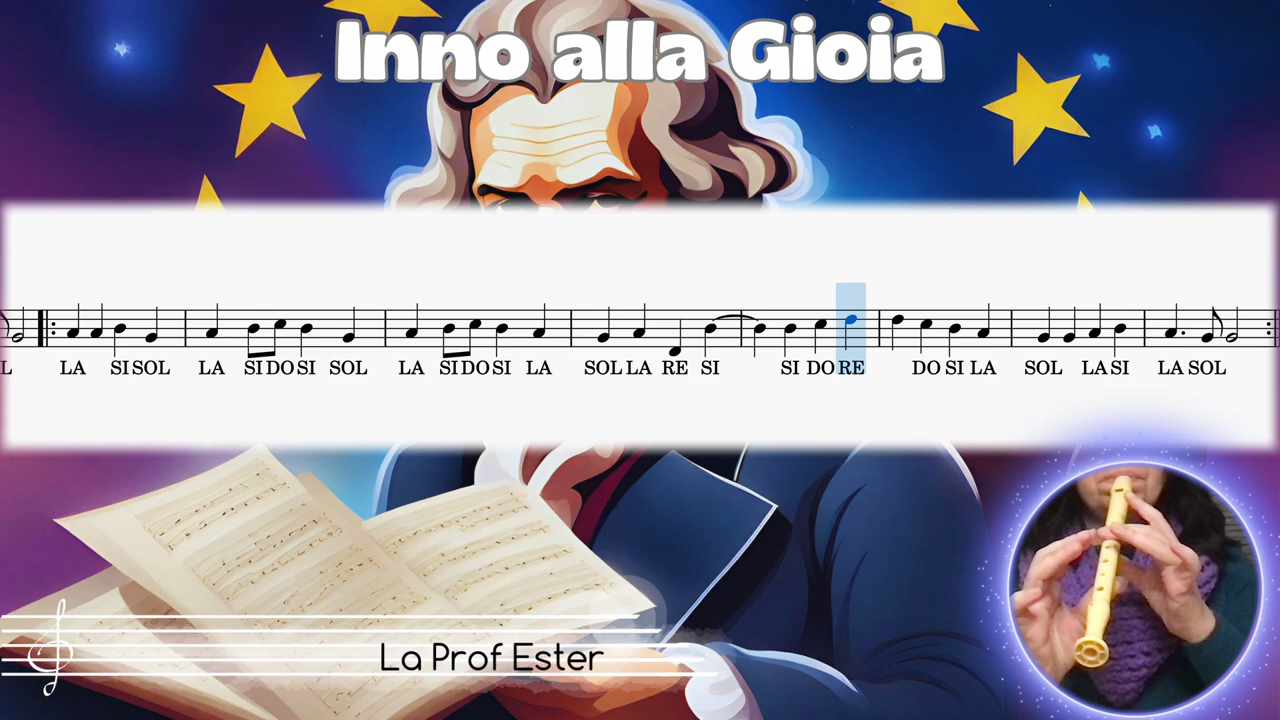 Inno alla Gioia
L LA SI SOL LA SI DO SI SOL LA SI DO SI LA SOL LA RE SI SI DO RE DO SI LA SOL LA SI LA SOL
La Prof Ester